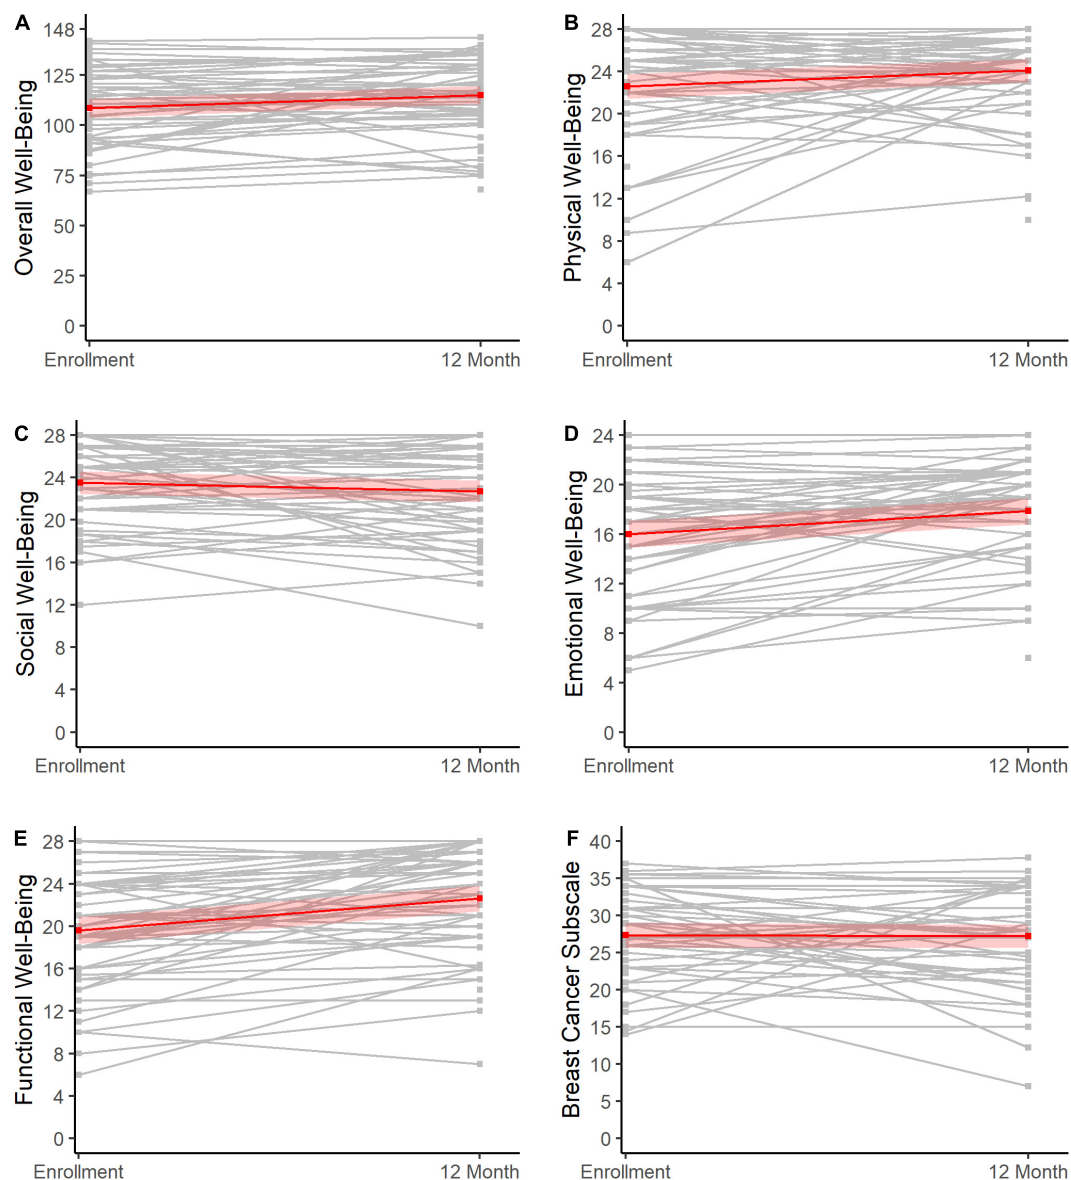 A
148
125
100
75
50
25
0
Overall Well-Being
Enrollment
12 Month
B
28
24
20
16
12
8
4
0
Physical Well-Being
Enrollment
12 Month
C
28
24
20
16
12
8
4
0
Social Well-Being
Enrollment
12 Month
D
24
20
16
12
8
4
0
Emotional Well-Being
Enrollment
12 Month
E
28
24
20
16
12
8
4
0
Functional Well-Being
Enrollment
12 Month
F
40
35
30
25
20
15
10
5
0
Breast Cancer Subscale
Enrollment
12 Month